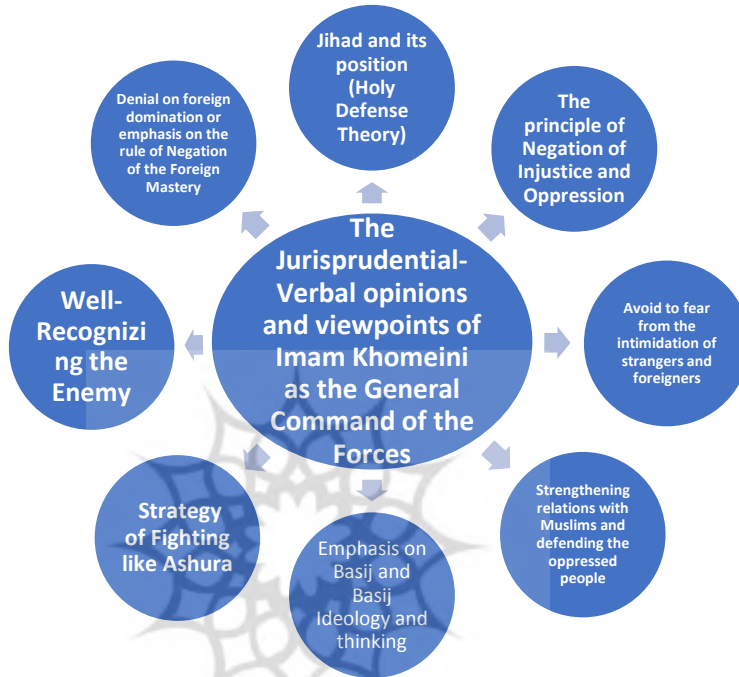 Jihad and its
position
(Holy
Defense
Theory)
The
principle of
Negation of
Injustice and
Oppression
Avoid to fear from the
intimidation of
strangers and
foreigners
Strengthening
relations with
Muslims and
defending the
oppressed
people
Emphasis on
Basij and
Basij
Ideology and
thinking
Strategy
of Fighting
like Ashura
Well-
Recognizi
ng the
Enemy
Denial on foreign
domination or
emphasis on the
rule of Negation
of the Foreign
Mastery
The
Jurisprudential-
Verbal opinions
and viewpoints of
Imam Khomeini
as the General
Command of the
Forces